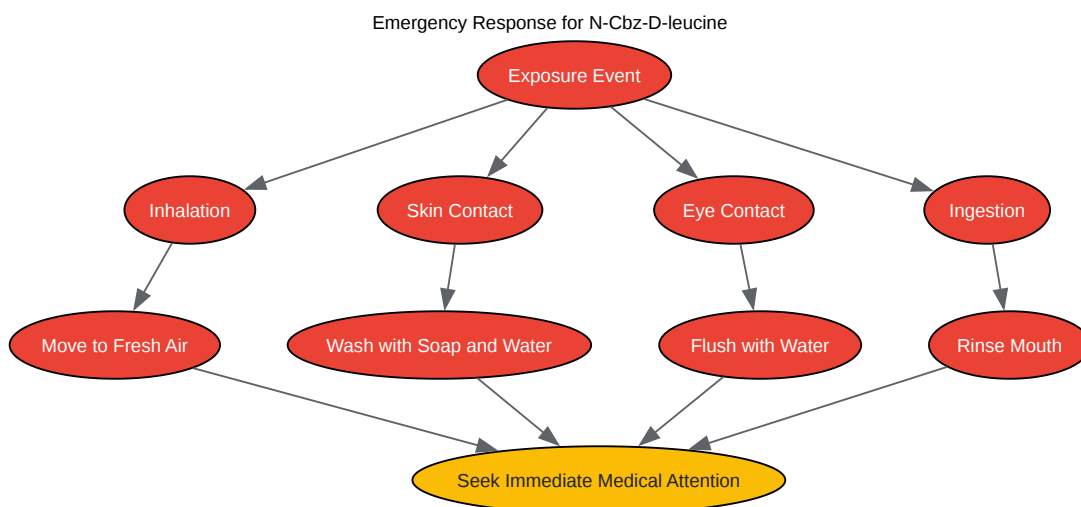 Emergency Response for N-Cbz-D-leucine
Exposure Event
Inhalation
Skin Contact
Eye Contact
Ingestion
Move to Fresh Air
Wash with Soap and Water
Flush with Water
Rinse Mouth
Seek Immediate Medical Attention